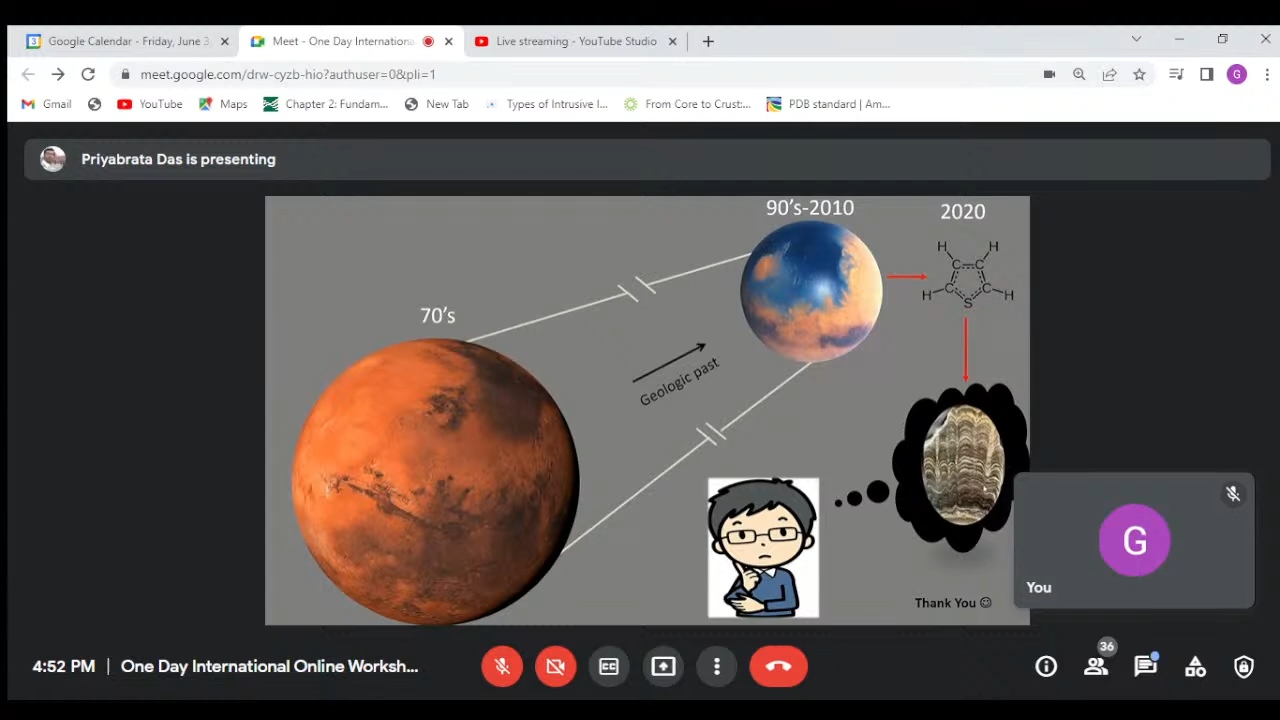 Google Calendar - Friday, June 3
Meet - One Day Internationa
Live streaming - YouTube Studio
meet.google.com/drw-cyzb-hio?authuser=0&pli=1
G
Gmail
YouTube
Maps
Chapter 2: Fundam...
New Tab
Types of Intrusive I...
From Core to Crust:...
PDB standard | Am...
Priyabrata Das is presenting
70's
90's-2010
2020
Geologic past
H H
C C
H C C H
S
Thank You ☺
G
You
4:52 PM | One Day International Online Worksh...
CC
36